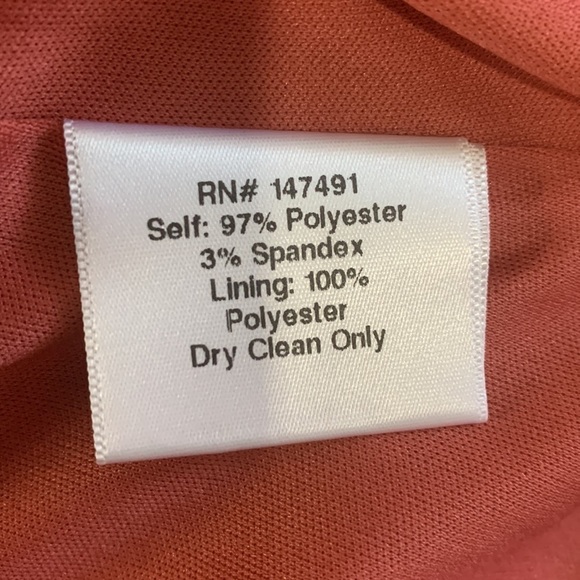 RN# 147491
Self: 97% Polyester
3% Spandex
Lining: 100%
Polyester
Dry Clean Only